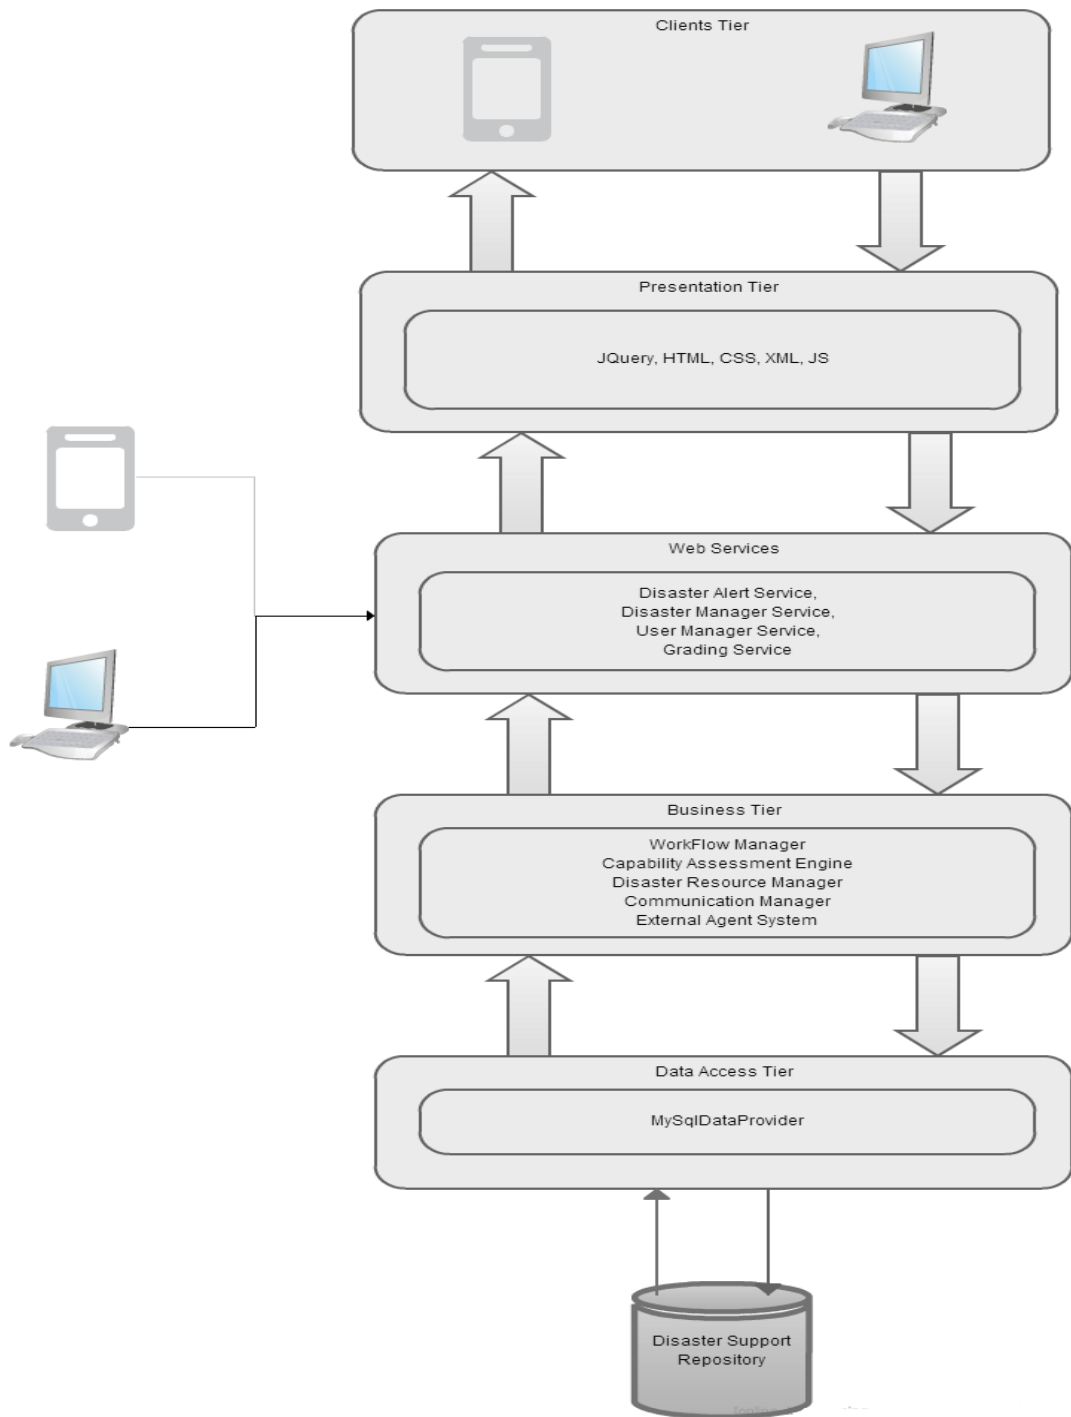 Clients Tier
Presentation Tier
JQuery, HTML, CSS, XML, JS
Web Services
Disaster Alert Service,
Disaster Manager Service,
User Manager Service,
Grading Service
Business Tier
WorkFlow Manager
Capability Assessment Engine
Disaster Resource Manager
Communication Manager
External Agent System
Data Access Tier
MySqlDataProvider
Disaster Support
Repository